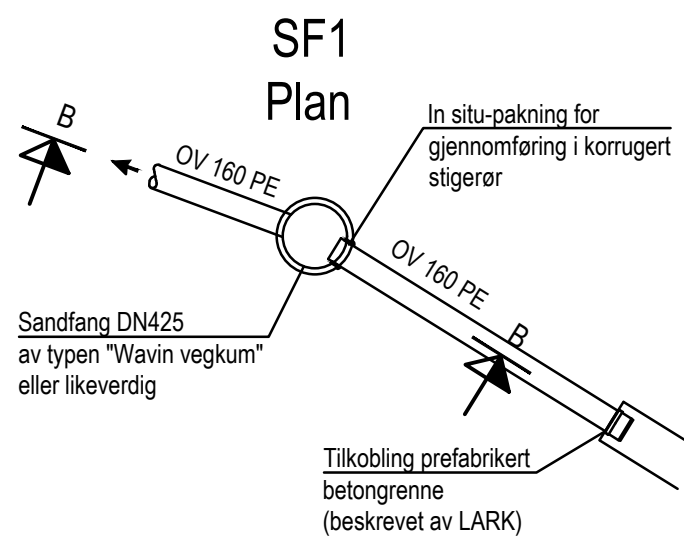 SF1
Plan
B
OV 160 PE
In situ-pakning for
gjennomføring i korrugert
stigerør
OV 160 PE
B
Sandfang DN425
av typen "Wavin vegkum"
eller likeverdig
Tilkobling prefabrikert
betongrenne
(beskrevet av LARK)